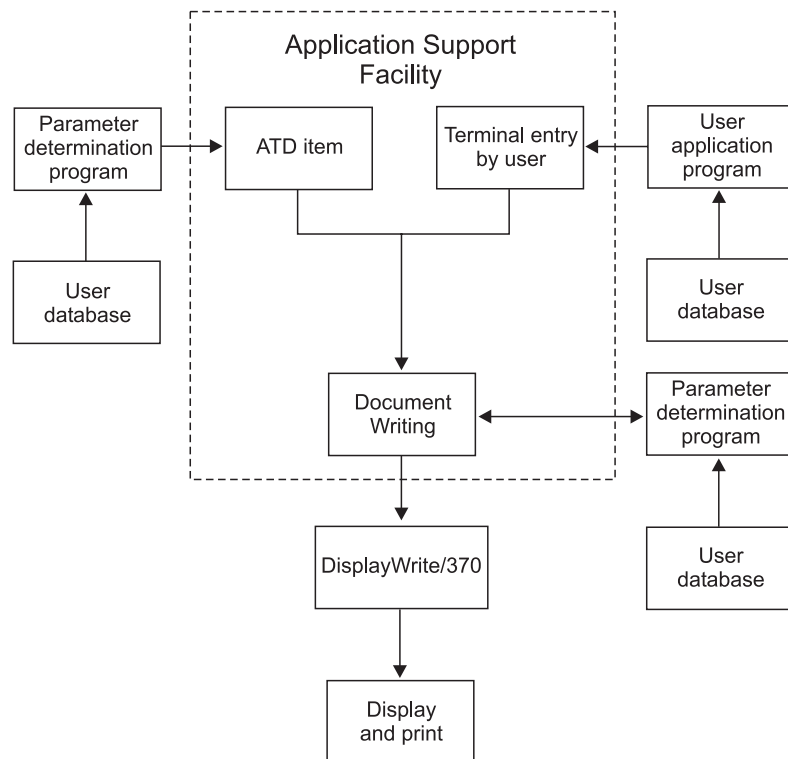 Application Support
Facility
Parameter
determination
program
ATD item
Terminal entry
by user
User
application
program
User
database
User
database
Document
Writing
Parameter
determination
program
DisplayWrite/370
User
database
Display
and print